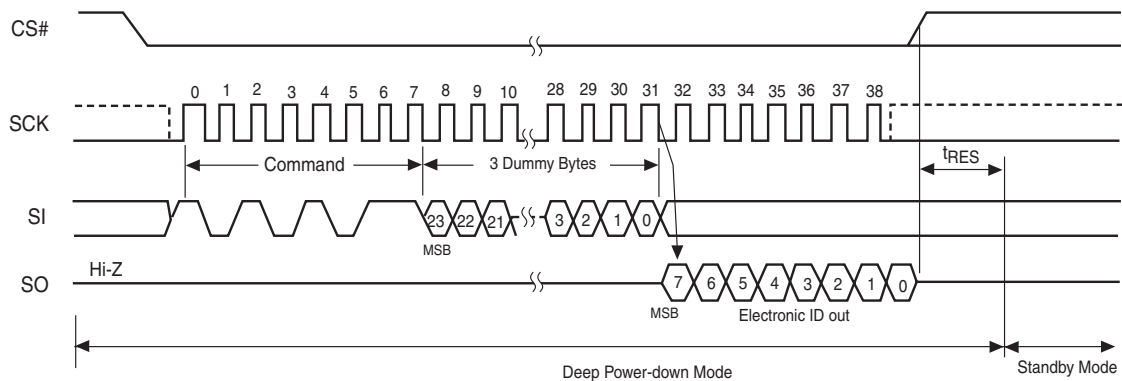 CS#
0 1 2 3 4 5 6 7 8 9 10 28 29 30 31 32 33 34 35 36 37 38
SCK
Command
3 Dummy Bytes
tRES
SI
23 22 21 3 2 1 0
MSB
Hi-Z
SO
7 6 5 4 3 2 1 0
MSB
Electronic ID out
Deep Power-down Mode
Standby Mode